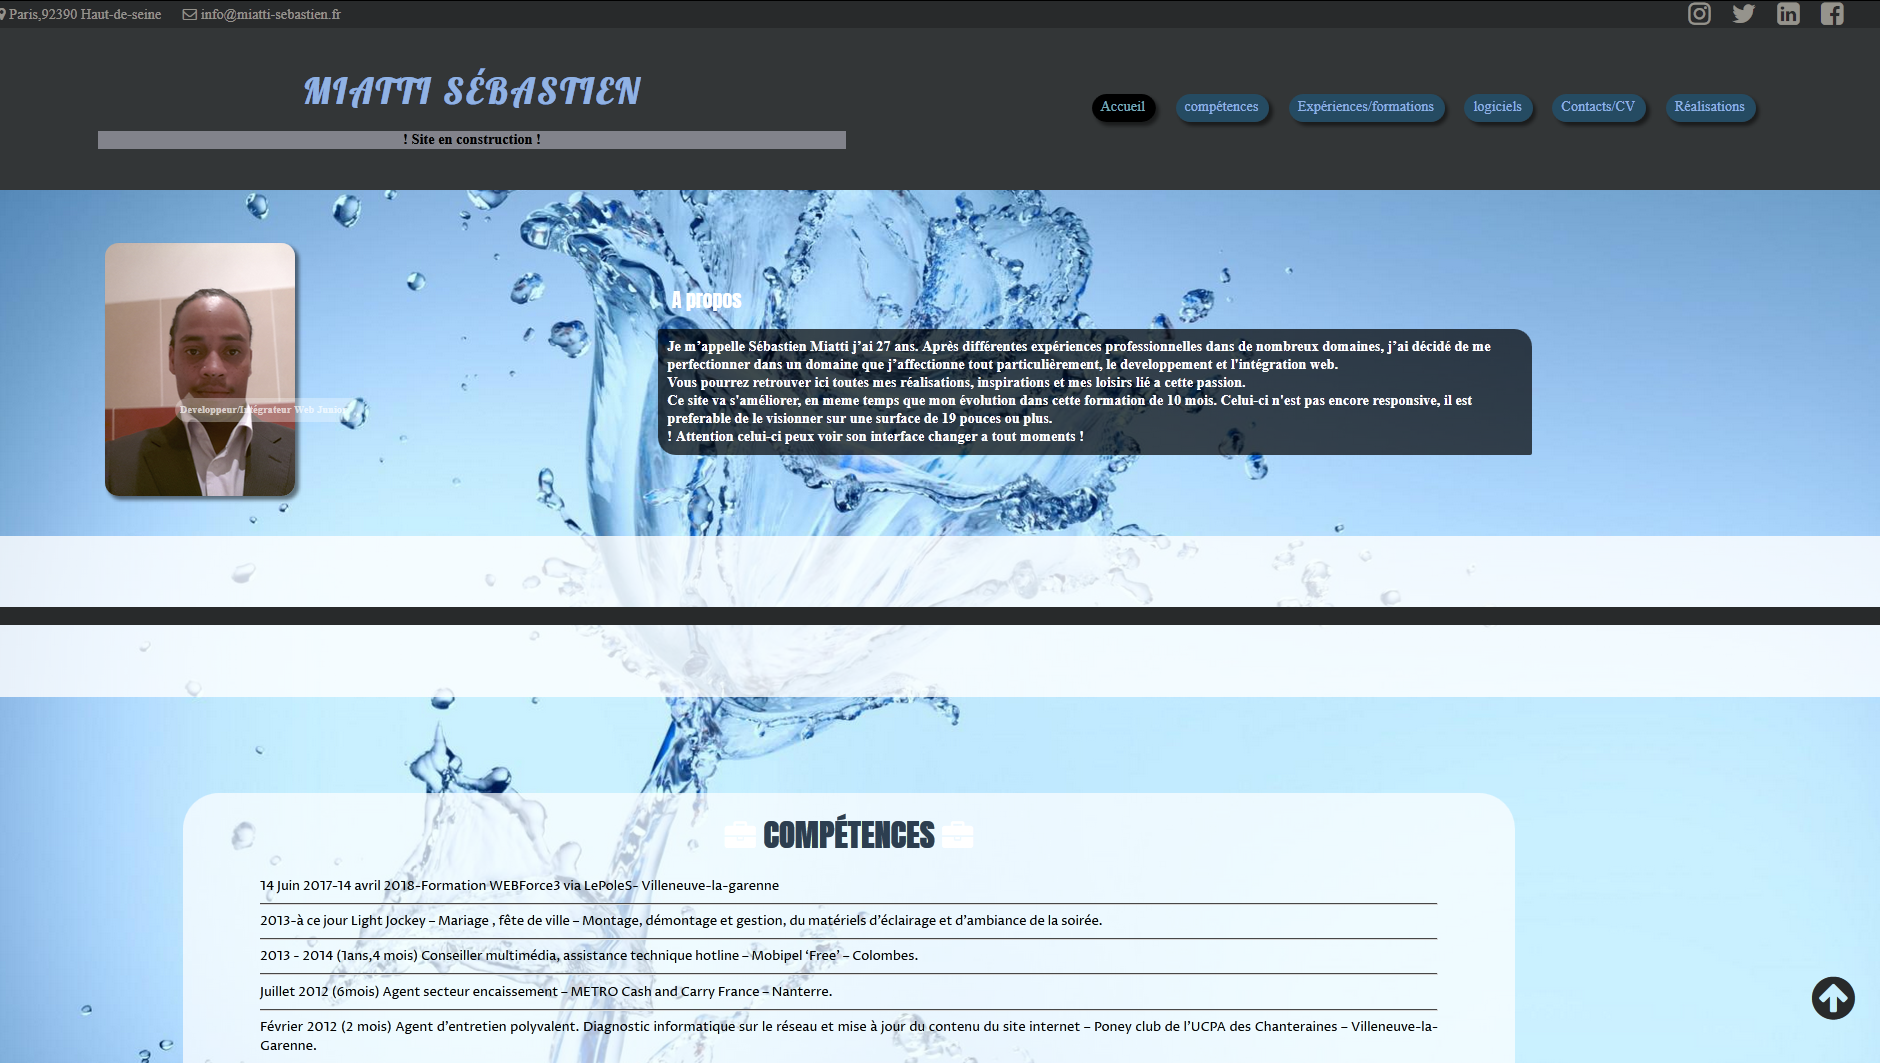 Paris,92390 Haut-de-seine info@miatti-sebastien.fr
MIATTI SÉBASTIEN
! Site en construction !
Accueil compétences Expériences/formations logiciels Contacts/CV Réalisations
A propos
Je m'appelle Sébastien Miatti j'ai 27 ans. Après différentes expériences professionnelles dans de nombreux domaines, j'ai décidé de me
perfectionner dans un domaine que j'affectionne tout particulièrement, le developpement et l'intégration web.
Vous pourrez retrouver ici toutes mes réalisations, inspirations et mes loisirs lié a cette passion.
Ce site va s'améliorer, en meme temps que mon évolution dans cette formation de 10 mois. Celui-ci n'est pas encore responsive, il est
preferable de le visionner sur une surface de 19 pouces ou plus.
! Attention celui-ci peux voir son interface changer a tout moments !
Developpeur/Intégrateur Web Junior
COMPÉTENCES
14 Juin 2017-14 avril 2018-Formation WEBForce3 via LePoleS- Villeneuve-la-garenne
2013-à ce jour Light Jockey – Mariage , fête de ville – Montage, démontage et gestion, du matériels d'éclairage et d'ambiance de la soirée.
2013 - 2014 (1ans,4 mois) Conseiller multimédia, assistance technique hotline – Mobipel ‘Free’ – Colombes.
Juillet 2012 (6mois) Agent secteur encaissement – METRO Cash and Carry France – Nanterre.
Février 2012 (2 mois) Agent d'entretien polyvalent. Diagnostic informatique sur le réseau et mise à jour du contenu du site internet – Poney club de l'UCPA des Chanteraines – Villeneuve-la-
Garenne.